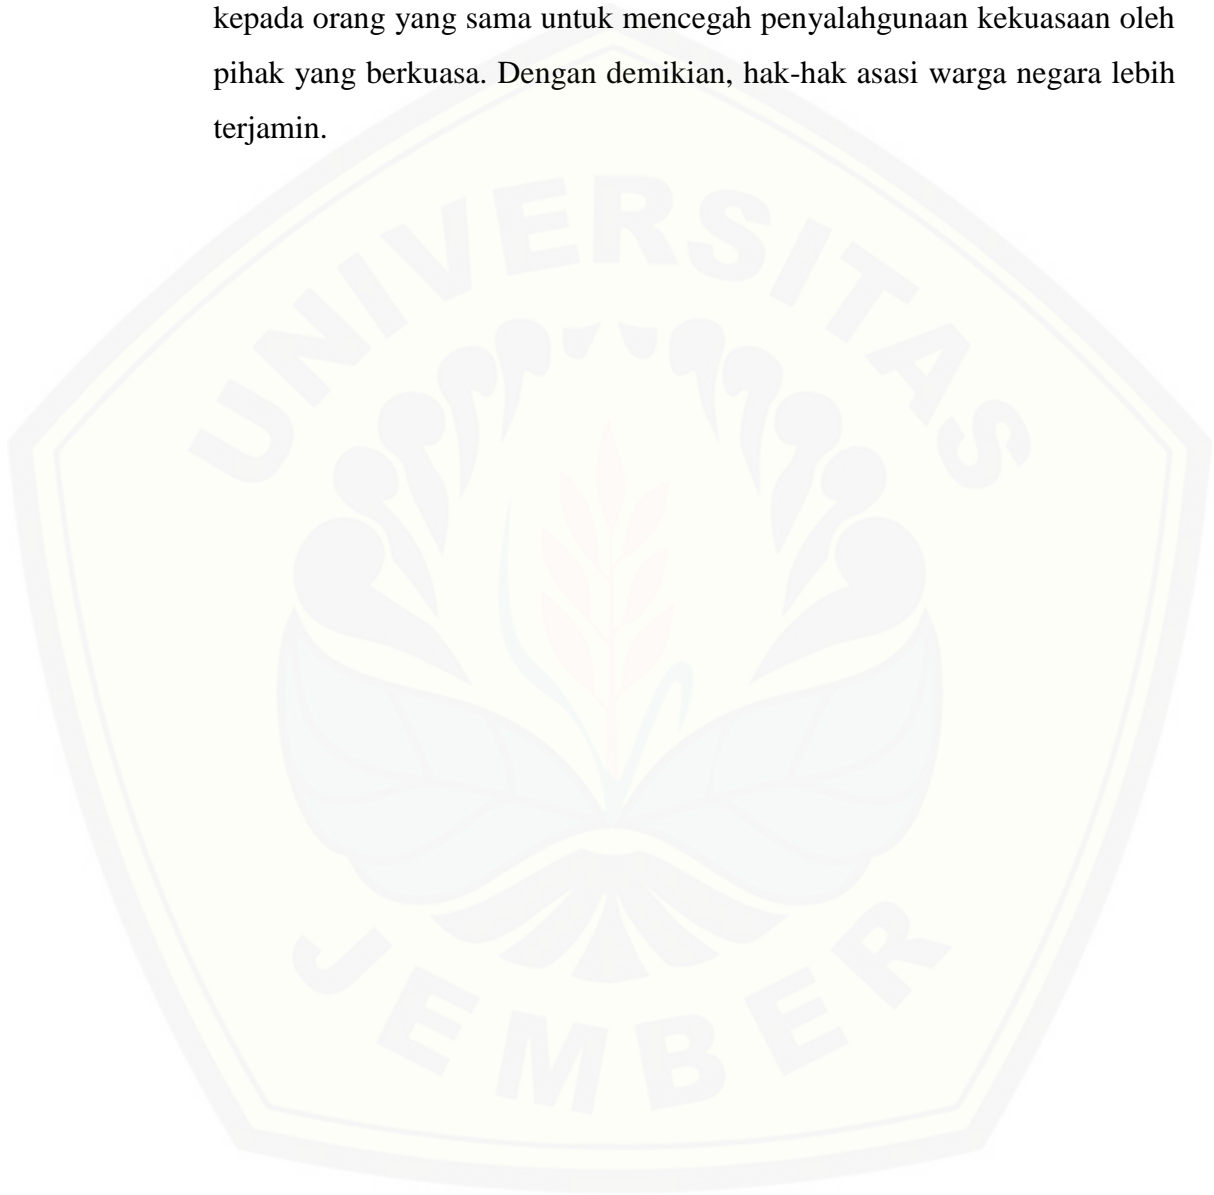 kepada orang yang sama untuk mencegah penyalahgunaan kekuasaan oleh
pihak yang berkuasa. Dengan demikian, hak-hak asasi warga negara lebih
terjamin.
UNIVERSITAS
JEMBER